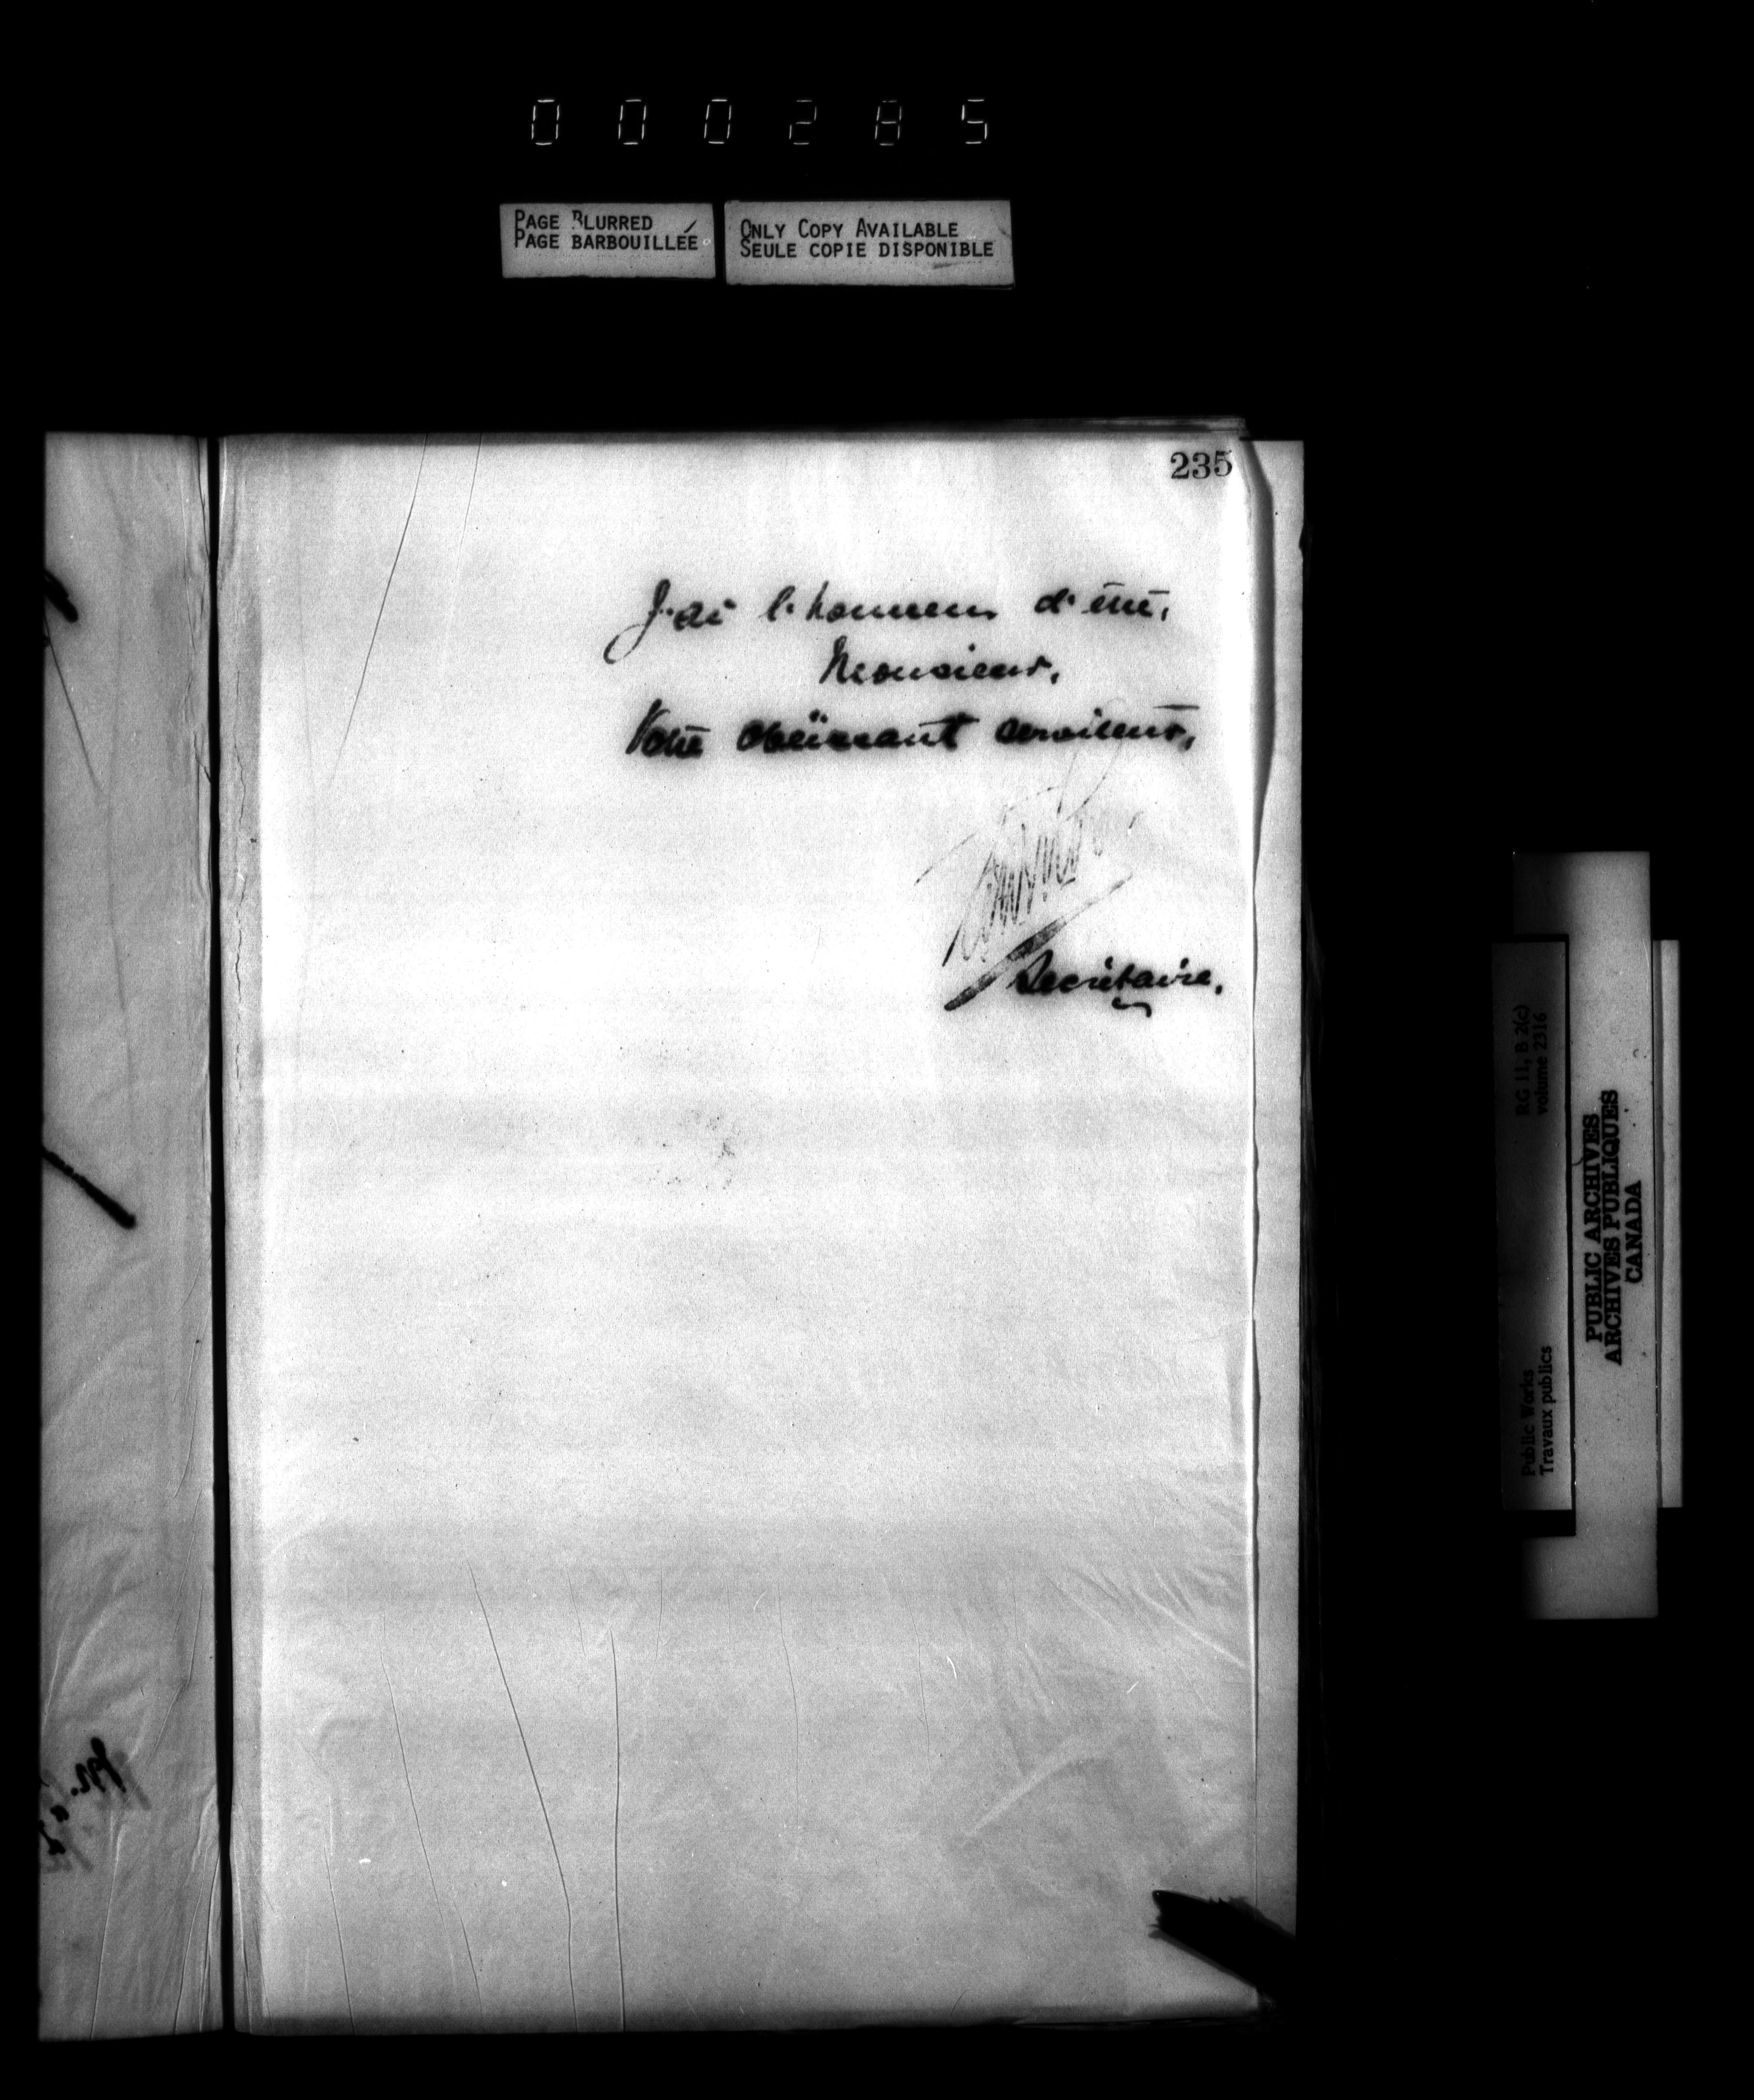 000285
PAGE BLURRED
PAGE BARBOUILLÉE
ONLY COPY AVAILABLE
SEULE COPIE DISPONIBLE
235
J'ai l'honneur d'être,
Monsieur,
Votre obéissant serviteur,
Secrétaire.
RG 11, B 2(c)
volume 2316
Public Works
Travaux publics
PUBLIC ARCHIVES
ARCHIVES PUBLIQUES
CANADA